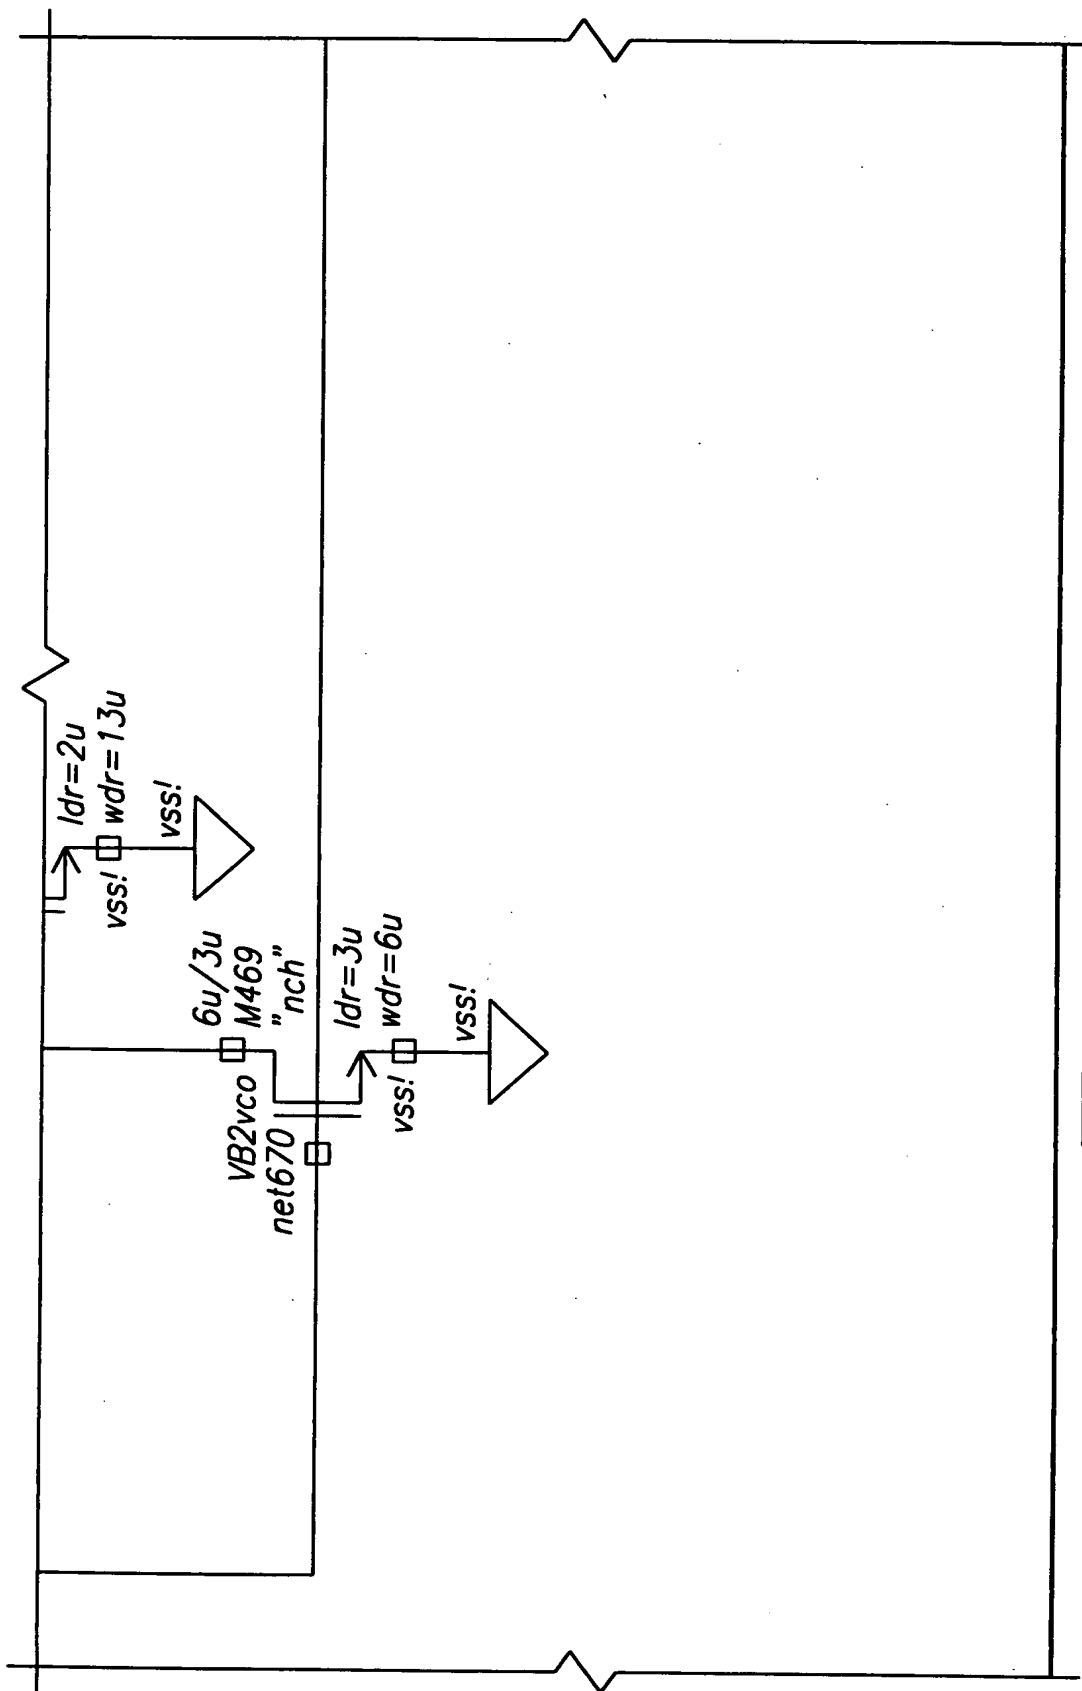 ldr=2u
wdr=13u
vss!
vss!
6u/3u
M469
"nch"
VB2vco
net670
ldr=3u
wdr=6u
vss!
vss!